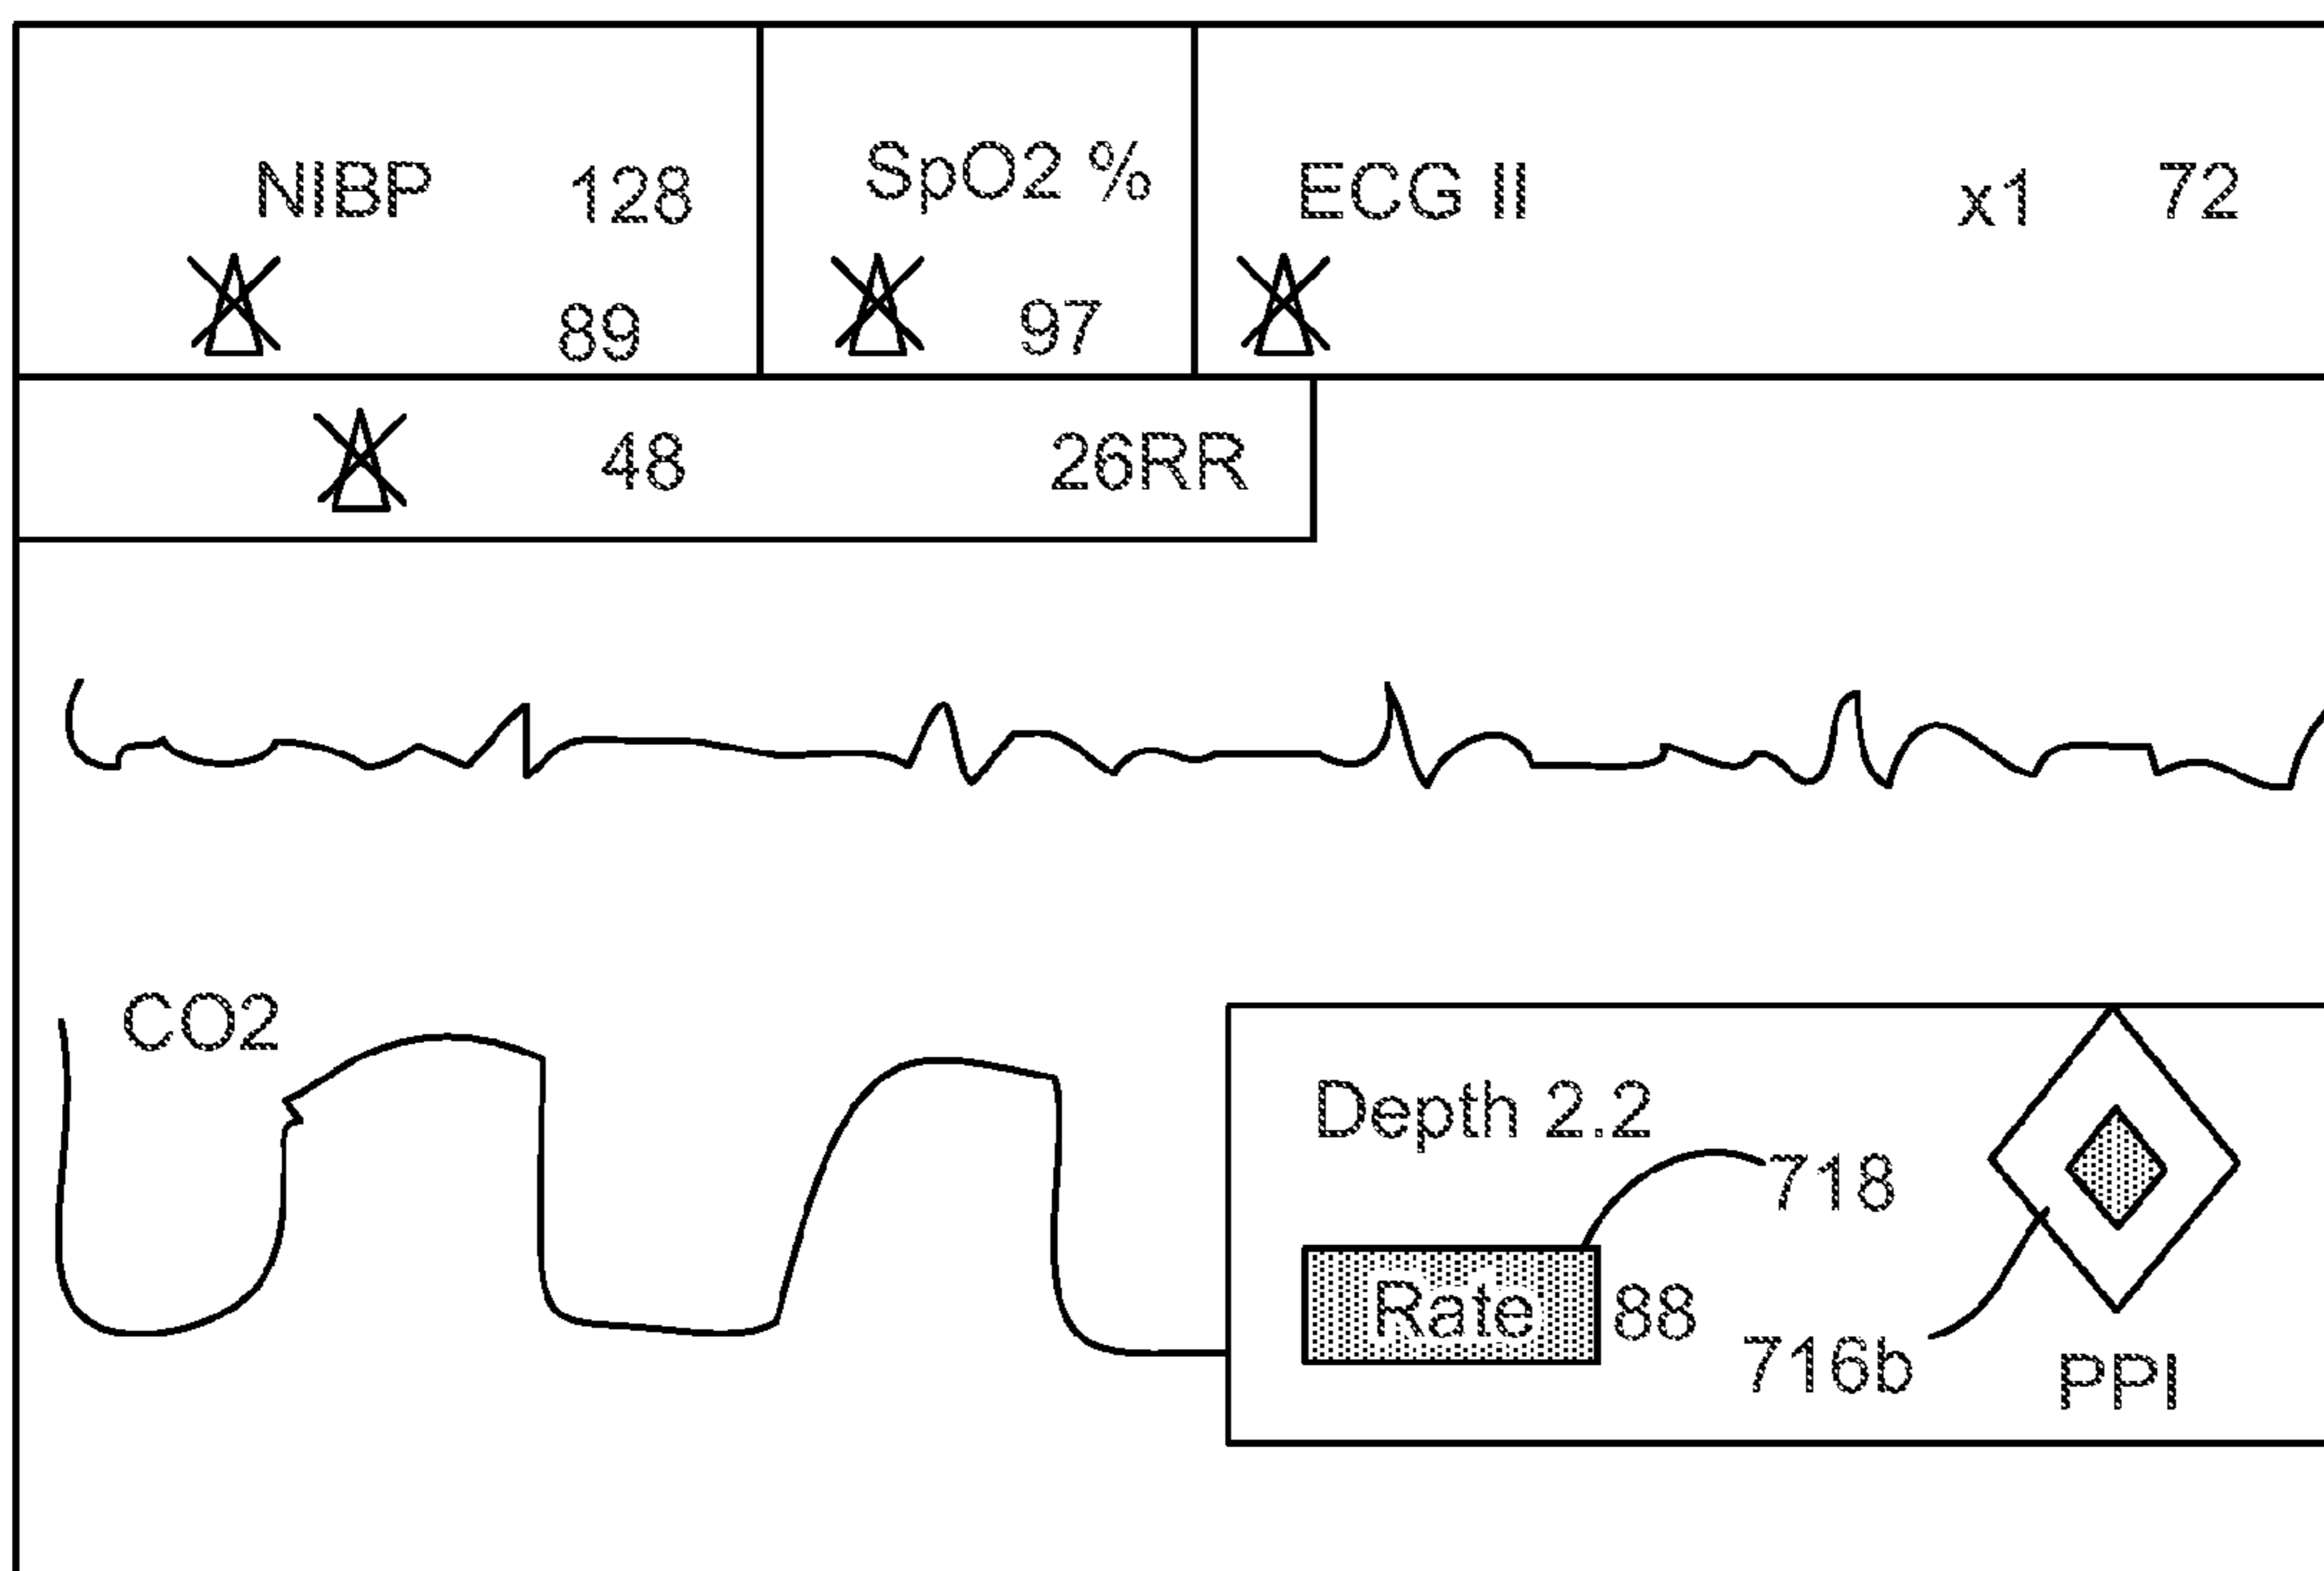 NIBP 128
89
SpO2 %
97
ECG II x1 72
48 26RR
CO2
Depth 2.2
718
Rate 88
716b
PPI